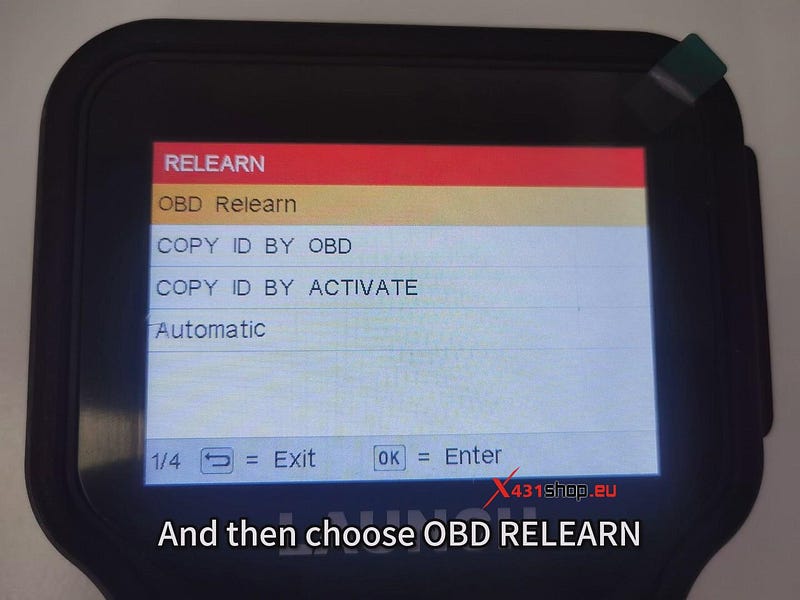 RELEARN
OBD Relearn
COPY ID BY OBD
COPY ID BY ACTIVATE
Automatic
1/4 = Exit OK = Enter
X431shop.eu
LAUNCH
And then choose OBD RELEARN